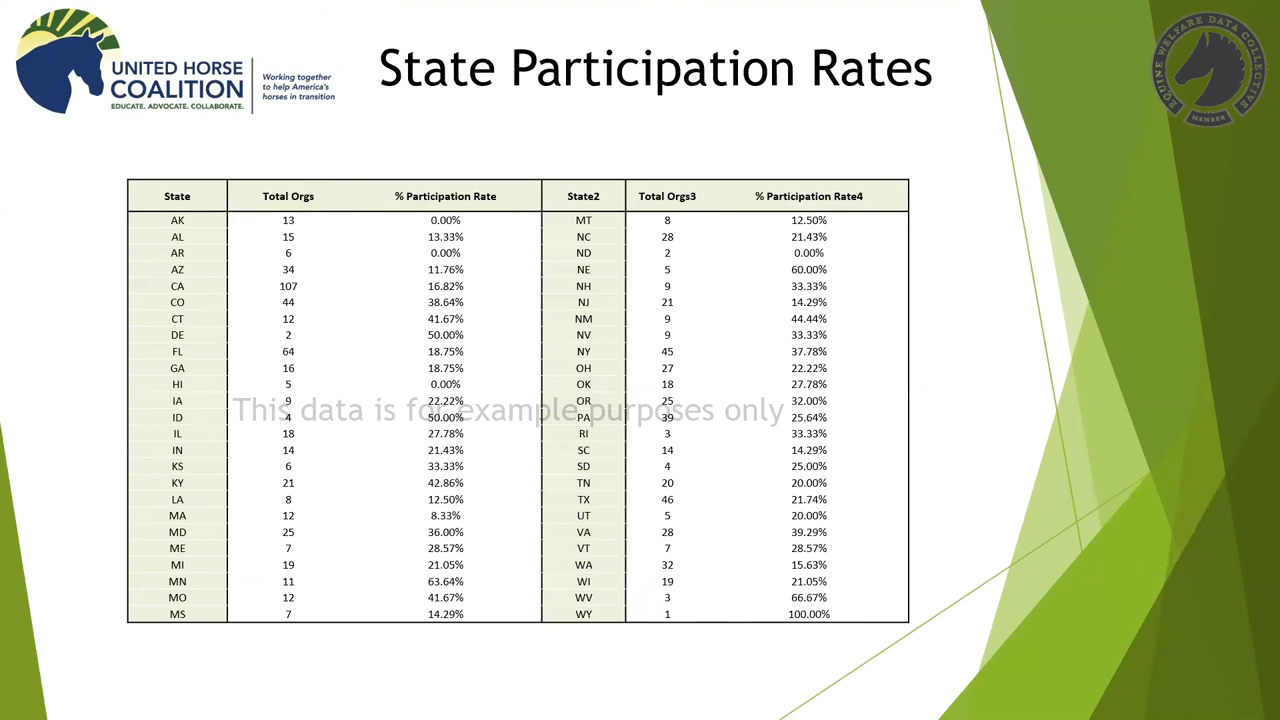 State Participation Rates
UNITED HORSE
COALITION
EDUCATE. ADVOCATE. COLLABORATE.
Working together
to help America's
horses in transition
EQUINE WELFARE DATA COLLECTIVE
MEMBER
State Total Orgs % Participation Rate State2 Total Orgs3 % Participation Rate4
AK 13 0.00% MT 8 12.50%
AL 15 13.33% NC 28 21.43%
AR 6 0.00% ND 2 0.00%
AZ 34 11.76% NE 5 60.00%
CA 107 16.82% NH 9 33.33%
CO 44 38.64% NJ 21 14.29%
CT 12 41.67% NM 9 44.44%
DE 2 50.00% NV 9 33.33%
FL 64 18.75% NY 45 37.78%
GA 16 18.75% OH 27 22.22%
HI 5 0.00% OK 18 27.78%
IA 9 22.22% OR 25 32.00%
This data is for example purposes only
ID 4 50.00% PA 39 25.64%
IL 18 27.78% RI 3 33.33%
IN 14 21.43% SC 14 14.29%
KS 6 33.33% SD 4 25.00%
KY 21 42.86% TN 20 20.00%
LA 8 12.50% TX 46 21.74%
MA 12 8.33% UT 5 20.00%
MD 25 36.00% VA 28 39.29%
ME 7 28.57% VT 7 28.57%
MI 19 21.05% WA 32 15.63%
MN 11 63.64% WI 19 21.05%
MO 12 41.67% WV 3 66.67%
MS 7 14.29% WY 1 100.00%